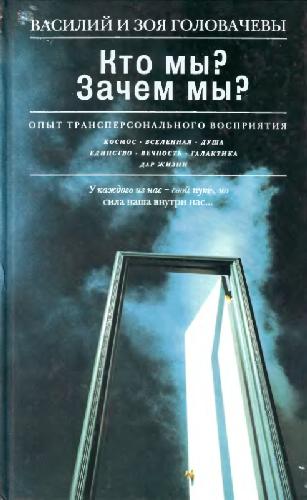 ВАСИЛИЙ И ЗОЯ ГОЛОВАЧЕВЫ
Кто мы?
Зачем мы?
ОПЫТ ТРАНСПЕРСОНАЛЬНОГО ВОСПРИЯТИЯ
КОСМОС • ВСЕЛЕННАЯ • ДУША
ЕДИНСТВО • ВЕЧНОСТЬ • ГАЛАКТИКА
ДАР ЖИЗНИ
У каждого из нас – свой путь, но
сила наша внутри нас...